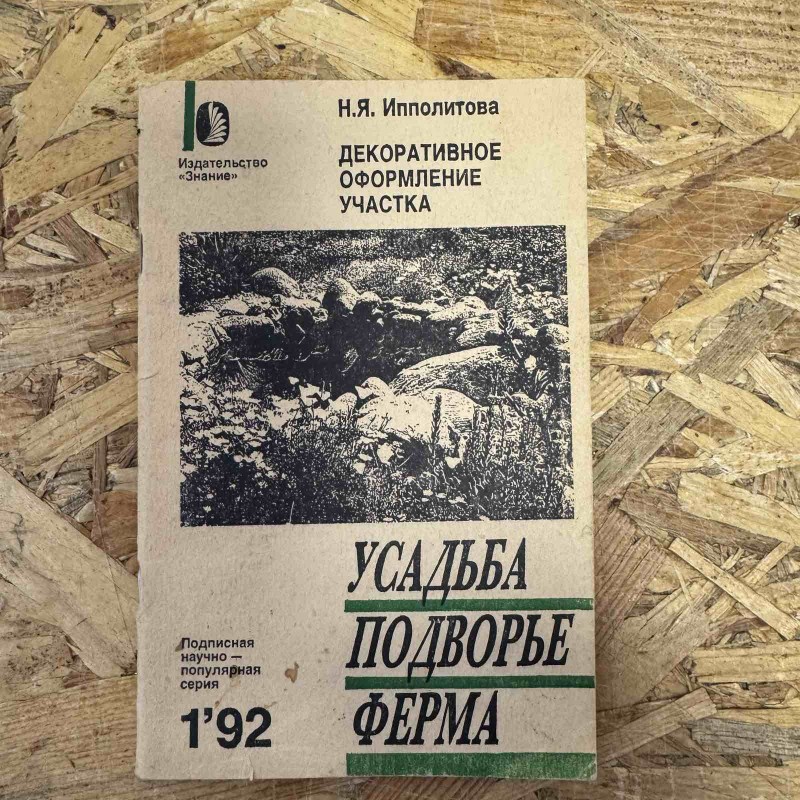 Издательство
«Знание»
Н.Я. Ипполитова
ДЕКОРАТИВНОЕ
ОФОРМЛЕНИЕ
УЧАСТКА
УСАДЬБА
ПОДВОРЬЕ
ФЕРМА
Подписная
научно —
популярная
серия
1'92